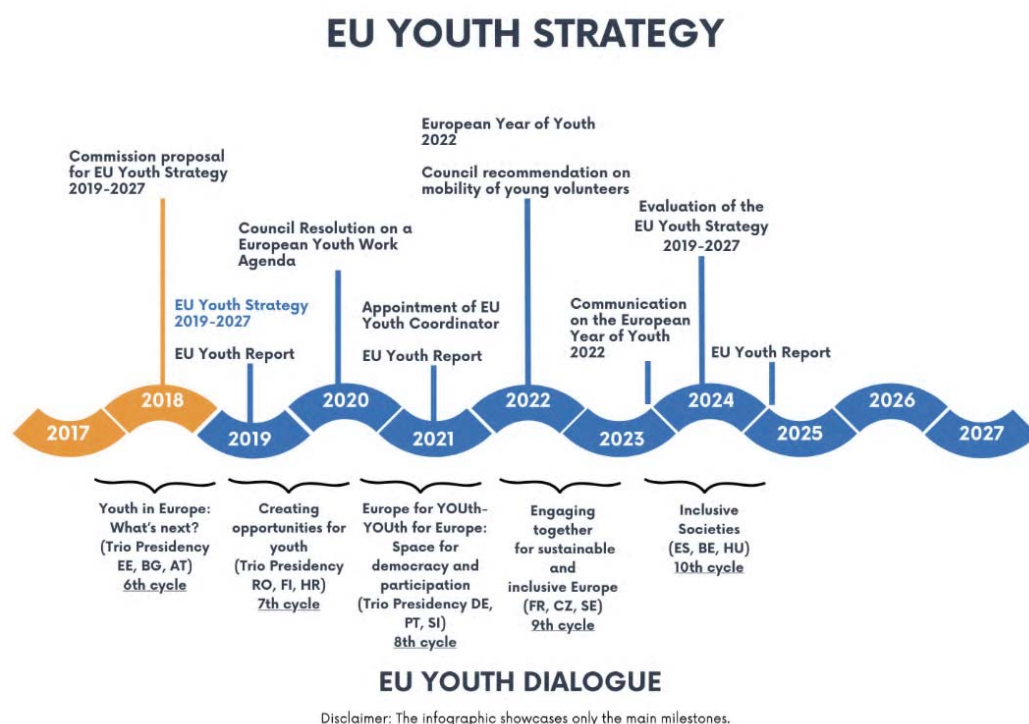 EU YOUTH STRATEGY
Commission proposal
for EU Youth Strategy
2019-2027
EU Youth Strategy
2019-2027
EU Youth Report
Council Resolution on a
European Youth Work
Agenda
Appointment of EU
Youth Coordinator
EU Youth Report
European Year of Youth
2022
Council recommendation on
mobility of young volunteers
Communication
on the European
Year of Youth
2022
Evaluation of the
EU Youth Strategy
2019-2027
EU Youth Report
2017
2018
2019
2020
2021
2022
2023
2024
2025
2026
2027
Youth in Europe:
What's next?
(Trio Presidency
EE, BG, AT)
6th cycle
Creating
opportunities for
youth
(Trio Presidency
RO, FI, HR)
7th cycle
Europe for YOUth-
YOUth for Europe:
Space for
democracy and
participation
(Trio Presidency DE,
PT, SI)
8th cycle
Engaging
together
for sustainable
and
inclusive Europe
(FR, CZ, SE)
9th cycle
Inclusive
Societies
(ES, BE, HU)
10th cycle
EU YOUTH DIALOGUE
Disclaimer: The infographic showcases only the main milestones.